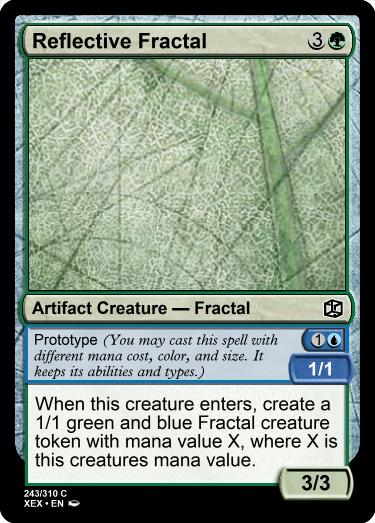 Reflective Fractal 3
Artifact Creature — Fractal
Prototype (You may cast this spell with
different mana cost, color, and size. It
keeps its abilities and types.)
1
1/1
When this creature enters, create a
1/1 green and blue Fractal creature
token with mana value X, where X is
this creatures mana value.
3/3
243/310 C
XEX • EN